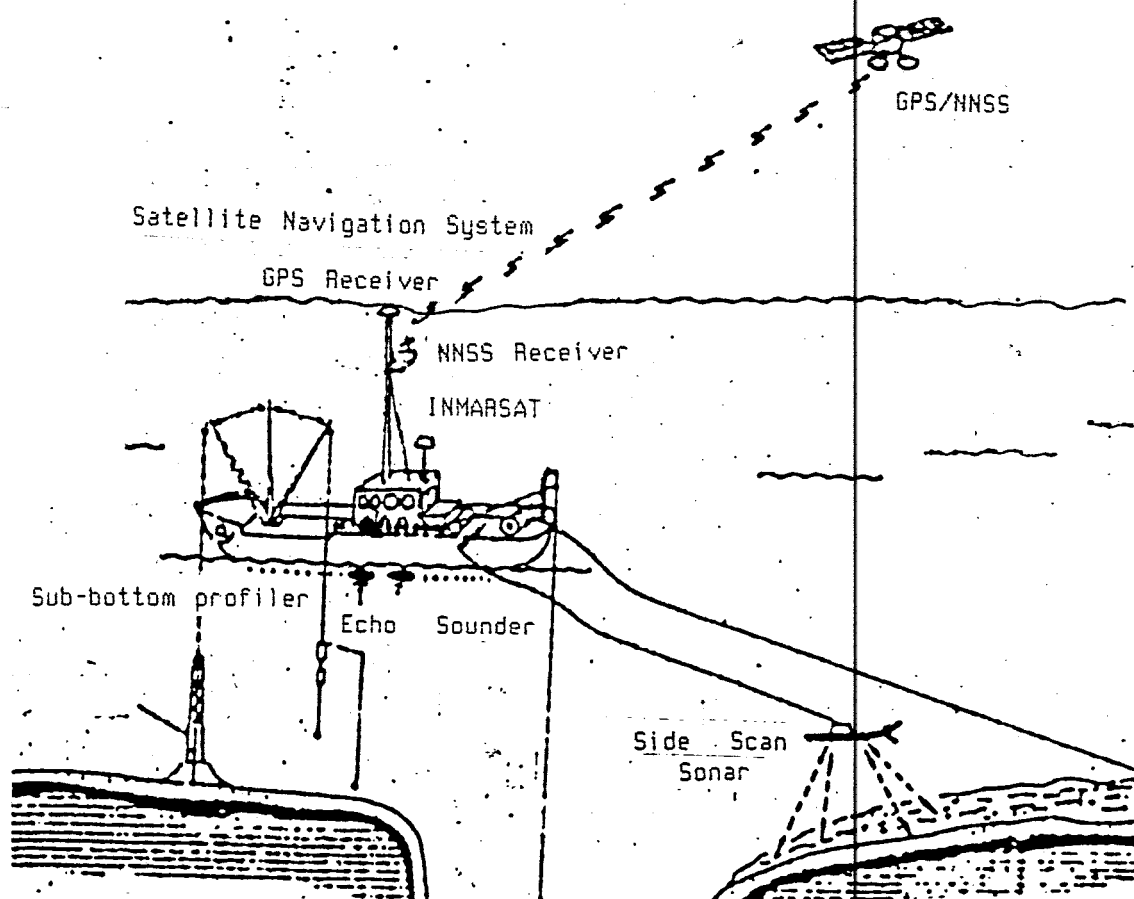 GPS/NNSS
Satellite Navigation System
GPS Receiver
NNSS Receiver
INMARSAT
Sub-bottom profiler
Echo Sounder
Side Scan
Sonar